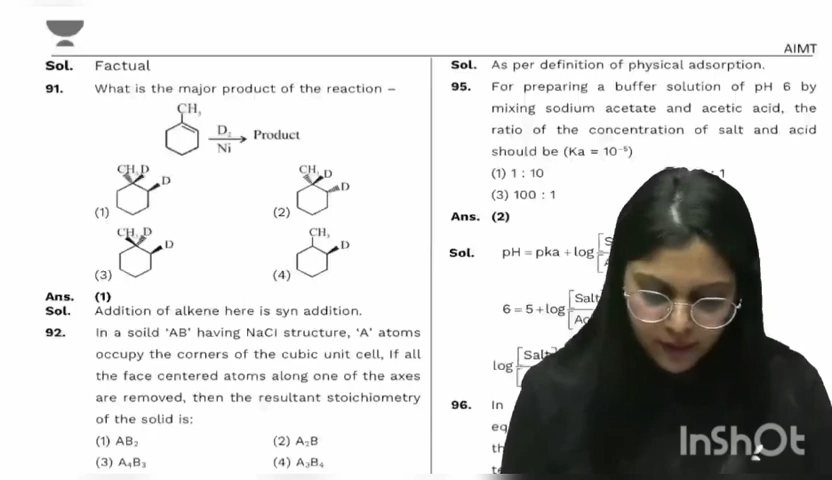 AIMT
Sol. Factual
91. What is the major product of the reaction –
CH₃
D₂
Ni
Product
CH₃ D
D
(1)
CH₃ D
D
(2)
CH₃ D
D
(3)
CH₃
D
(4)
Ans. (1)
Sol. Addition of alkene here is syn addition.
92. In a soild 'AB' having NaCl structure, 'A' atoms
occupy the corners of the cubic unit cell, If all
the face centered atoms along one of the axes
are removed, then the resultant stoichiometry
of the solid is:
(1) AB₂ (2) A₂B
(3) A₄B₃ (4) A₃B₄
Sol. As per definition of physical adsorption.
95. For preparing a buffer solution of pH 6 by
mixing sodium acetate and acetic acid, the
ratio of the concentration of salt and acid
should be (Ka = 10⁻⁵)
(1) 1 : 10 : 1
(3) 100 : 1
Ans. (2)
Sol. pH = pka + log
6 = 5 + log [Salt
log [Salt]
96. In
InShOt